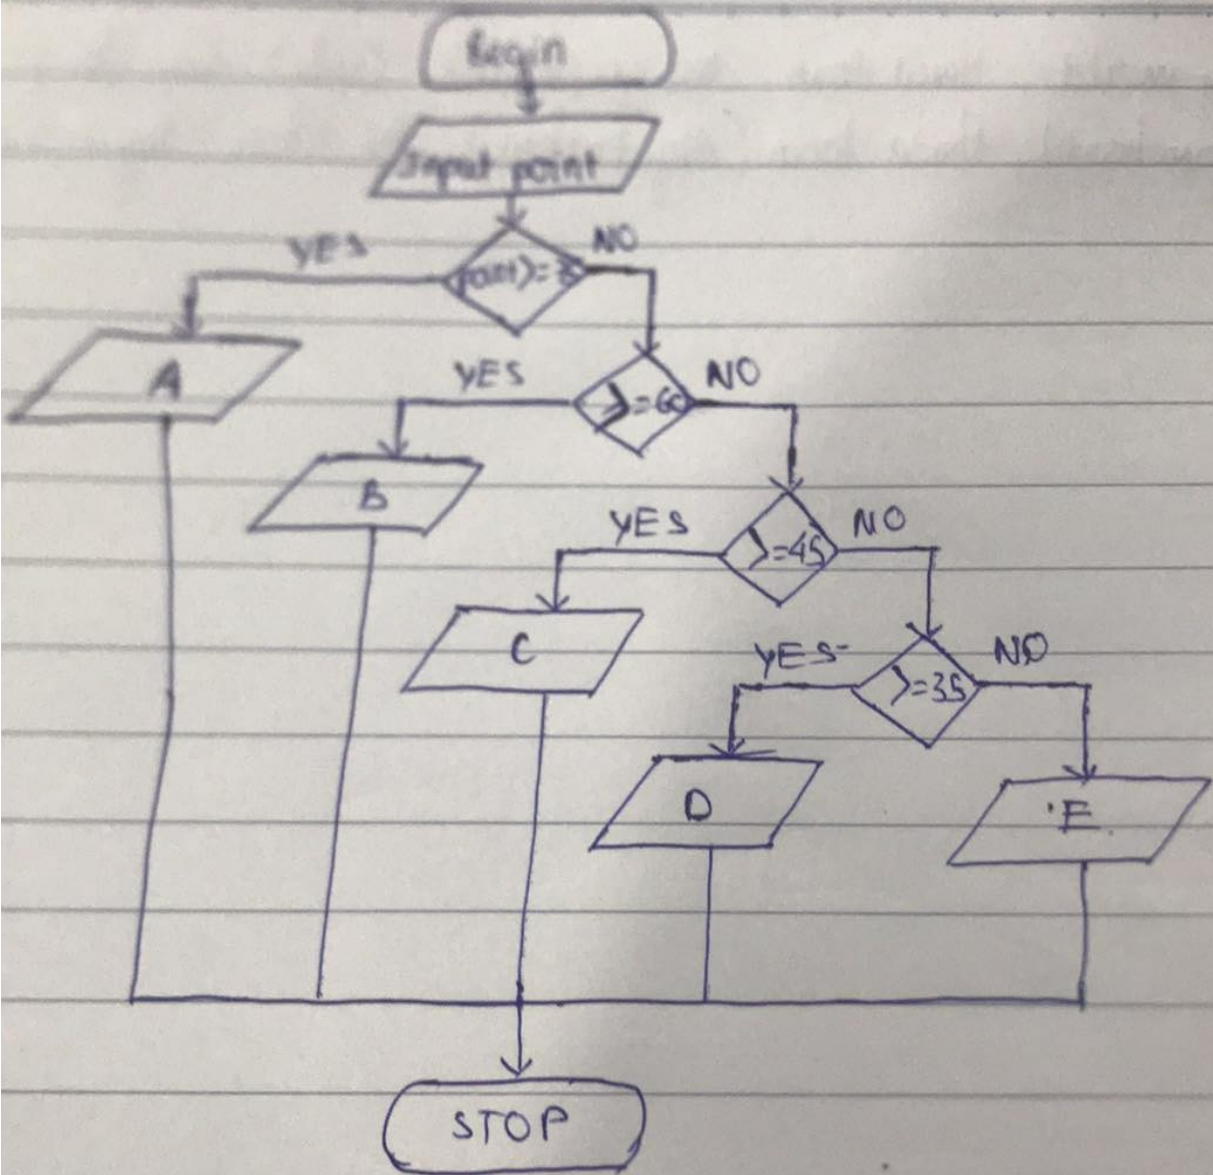 Begin
Input point
YES
NO
A
YES
>=60
NO
B
YES
>=45
NO
C
YES
>=35
NO
D
E
STOP